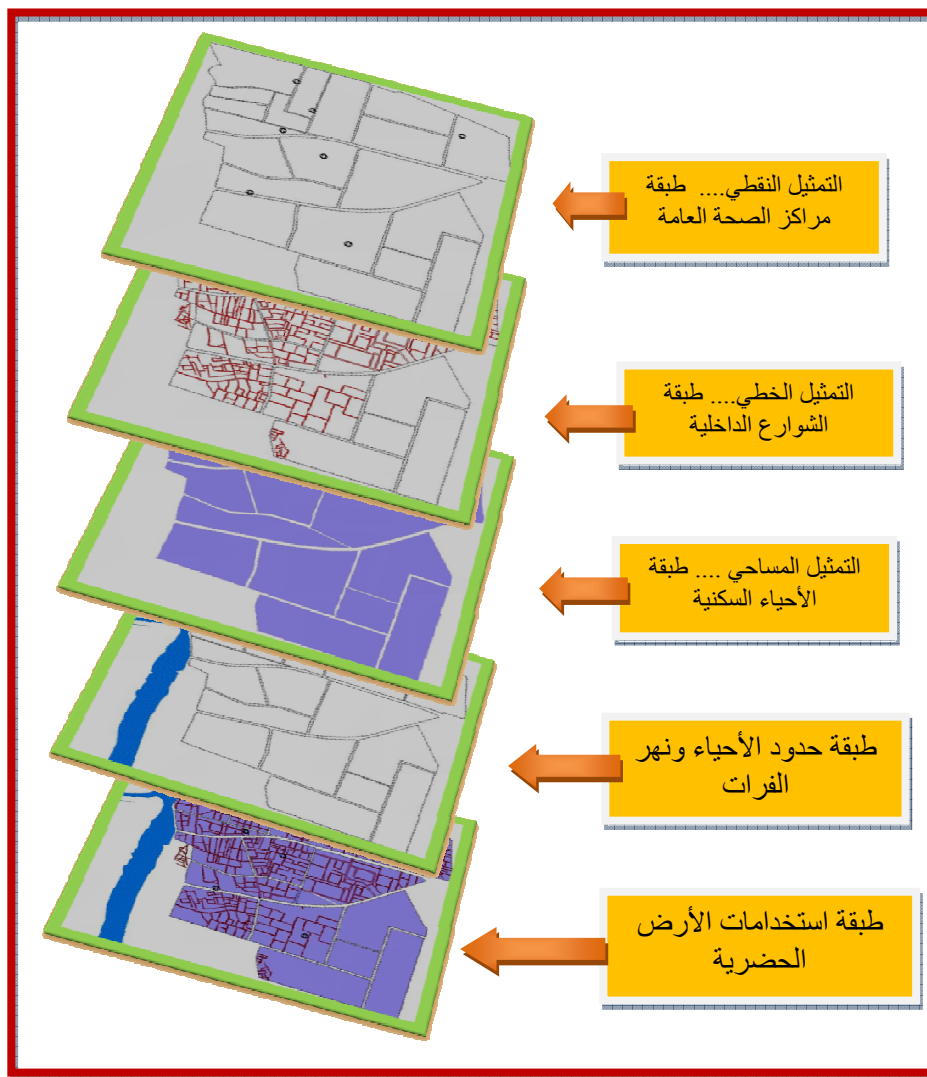 التمثيل النقطي.... طبقة
مراكز الصحة العامة
التمثيل الخطي.... طبقة
الشوارع الداخلية
التمثيل المساحي .... طبقة
الأحياء السكنية
طبقة حدود الأحياء ونهر
الفرات
طبقة استخدامات الأرض
الحضرية